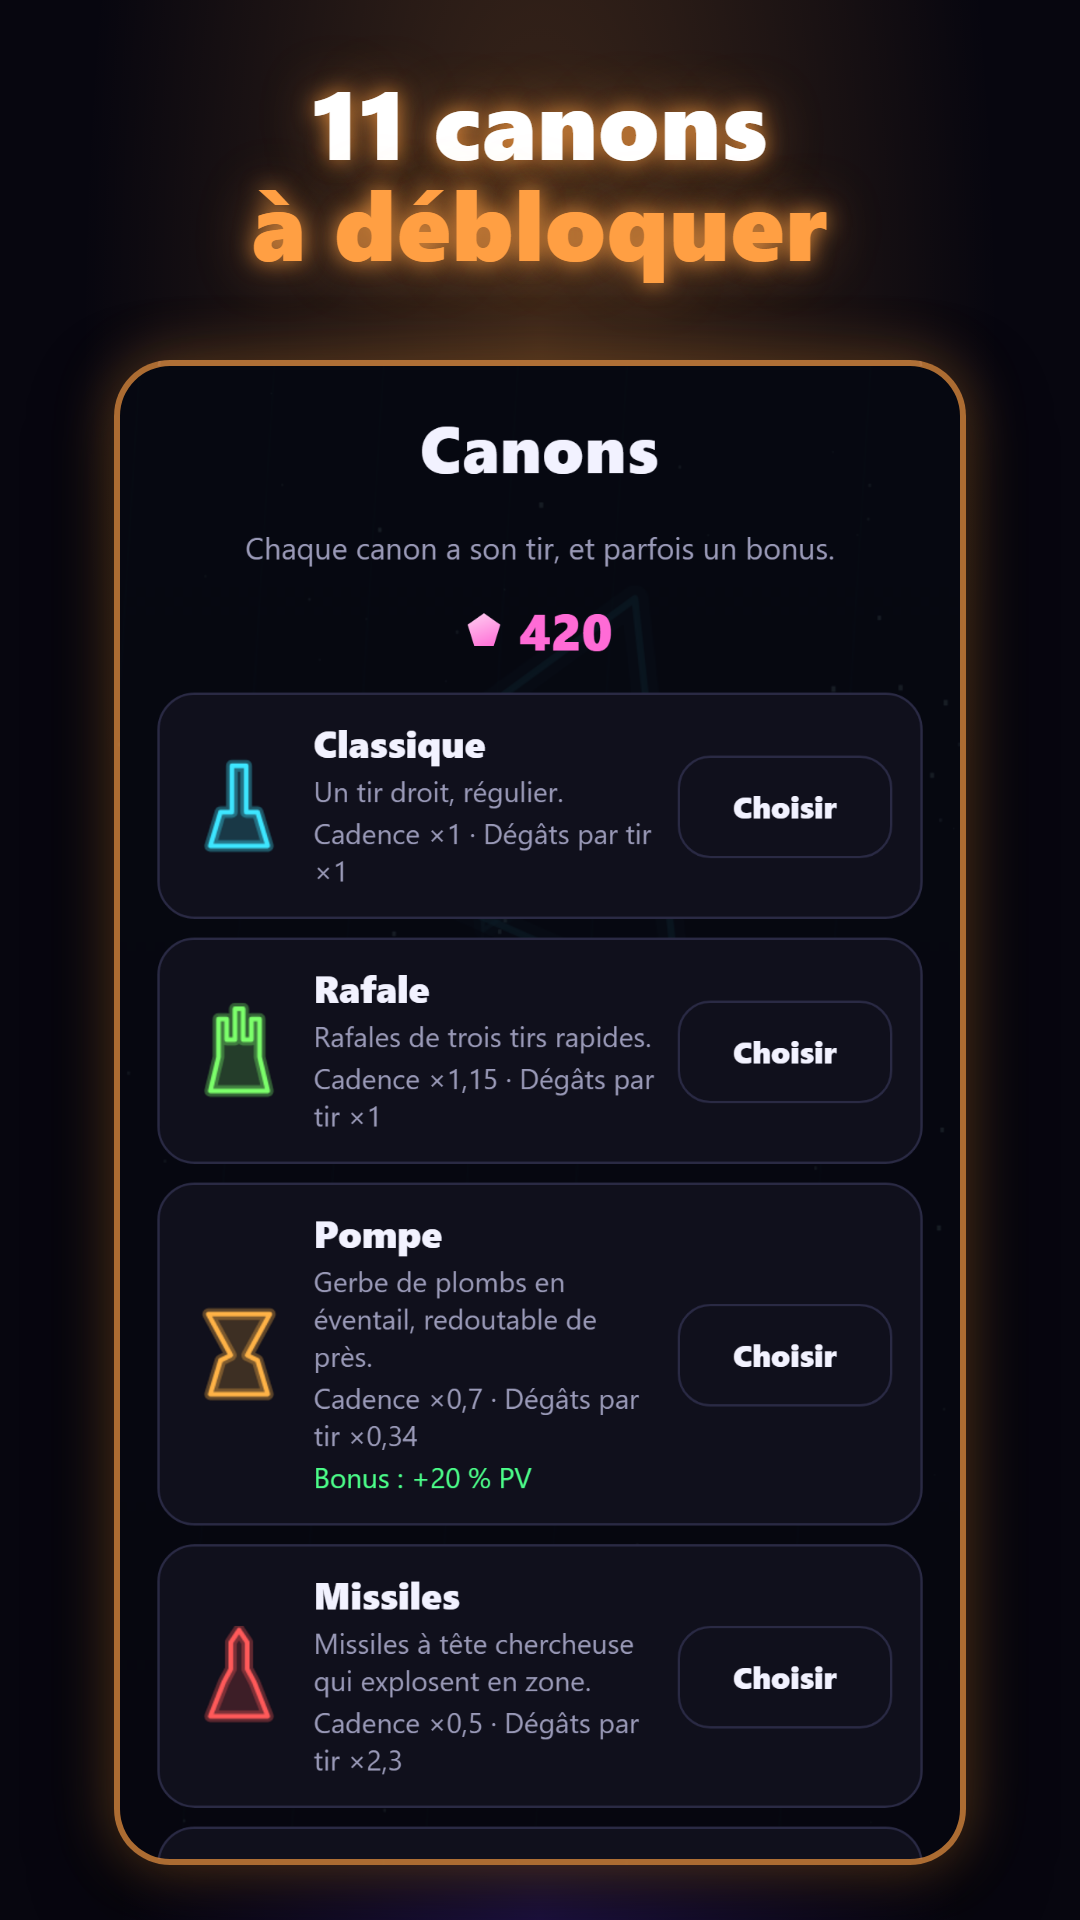 11 canons
à débloquer
Canons
Chaque canon a son tir, et parfois un bonus.
420
Classique
Un tir droit, régulier.
Cadence ×1 · Dégâts par tir
×1
Choisir
Rafale
Rafales de trois tirs rapides.
Cadence ×1,15 · Dégâts par
tir ×1
Choisir
Pompe
Gerbe de plombs en
éventail, redoutable de
près.
Cadence ×0,7 · Dégâts par
tir ×0,34
Bonus : +20 % PV
Choisir
Missiles
Missiles à tête chercheuse
qui explosent en zone.
Cadence ×0,5 · Dégâts par
tir ×2,3
Choisir